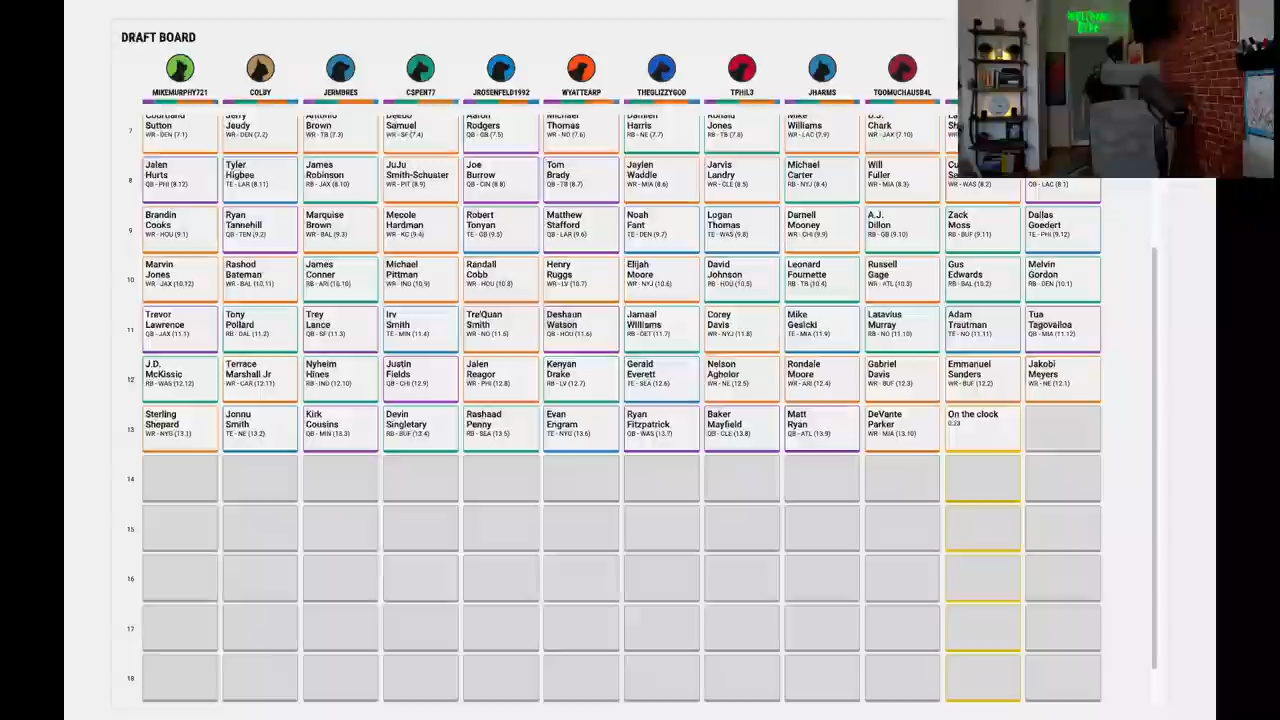 DRAFT BOARD
MIKEMURPHY721 COLBY JERMBRES CSPEN77 JROSENFELD1992 WYATTEARP THEGLIZZYGOD TPHIL3 JHARMS TOOMUCHAUSB4L
7
Courtland Jerry Antonio Deebo Aaron Michael Damien Ronald Mike D.J.
Sutton Jeudy Brown Samuel Rodgers Thomas Harris Jones Williams Chark
WR - DEN (7.1) WR - DEN (7.2) WR - TB (7.3) WR - SF (7.4) QB - GB (7.5) WR - NO (7.6) RB - NE (7.7) RB - TB (7.8) WR - LAC (7.9) WR - JAX (7.10)
8
Jalen Tyler James JuJu Joe Tom Jaylen Jarvis Michael Will
Hurts Higbee Robinson Smith-Schuster Burrow Brady Waddle Landry Carter Fuller
QB - PHI (8.12) TE - LAR (8.11) RB - JAX (8.10) WR - PIT (8.9) QB - CIN (8.8) QB - TB (8.7) WR - MIA (8.6) WR - CLE (8.5) RB - NYJ (8.4) WR - MIA (8.3) WR - WAS (8.2) QB - LAC (8.1)
9
Brandin Ryan Marquise Mecole Robert Matthew Noah Logan Darnell A.J. Zack Dallas
Cooks Tannehill Brown Hardman Tonyan Stafford Fant Thomas Mooney Dillon Moss Goedert
WR - HOU (9.1) QB - TEN (9.2) WR - BAL (9.3) WR - KC (9.4) TE - GB (9.5) QB - LAR (9.6) TE - DEN (9.7) TE - WAS (9.8) WR - CHI (9.9) RB - GB (9.10) RB - BUF (9.11) TE - PHI (9.12)
10
Marvin Rashod James Michael Randall Henry Elijah David Leonard Russell Gus Melvin
Jones Bateman Conner Pittman Cobb Ruggs Moore Johnson Fournette Gage Edwards Gordon
WR - JAX (10.12) WR - BAL (10.11) RB - ARI (10.10) WR - IND (10.9) WR - HOU (10.8) WR - LV (10.7) WR - NYJ (10.6) RB - HOU (10.5) RB - TB (10.4) WR - ATL (10.3) RB - BAL (10.2) RB - DEN (10.1)
11
Trevor Tony Trey Irv Tre'Quan Deshaun Jamaal Corey Mike Latavius Adam Tua
Lawrence Pollard Lance Smith Smith Watson Williams Davis Gesicki Murray Trautman Tagovailoa
QB - JAX (11.1) RB - DAL (11.2) QB - SF (11.3) TE - MIN (11.4) WR - NO (11.5) QB - HOU (11.6) RB - DET (11.7) WR - NYJ (11.8) TE - MIA (11.9) RB - NO (11.10) TE - NO (11.11) QB - MIA (11.12)
12
J.D. Terrace Nyheim Justin Jalen Kenyan Gerald Nelson Rondale Gabriel Emmanuel Jakobi
McKissic Marshall Jr Hines Fields Reagor Drake Everett Agholor Moore Davis Sanders Meyers
RB - WAS (12.12) WR - CAR (12.11) RB - IND (12.10) QB - CHI (12.9) WR - PHI (12.8) RB - LV (12.7) TE - SEA (12.6) WR - NE (12.5) WR - ARI (12.4) WR - BUF (12.3) WR - BUF (12.2) WR - NE (12.1)
13
Sterling Jonnu Kirk Devin Rashaad Evan Ryan Baker Matt DeVante On the clock
Shepard Smith Cousins Singletary Penny Engram Fitzpatrick Mayfield Ryan Parker 0:23
WR - NYG (13.1) TE - NE (13.2) QB - MIN (13.3) RB - BUF (13.4) RB - SEA (13.5) TE - NYG (13.6) QB - WAS (13.7) QB - CLE (13.8) QB - ATL (13.9) WR - MIA (13.10)
14
15
16
17
18